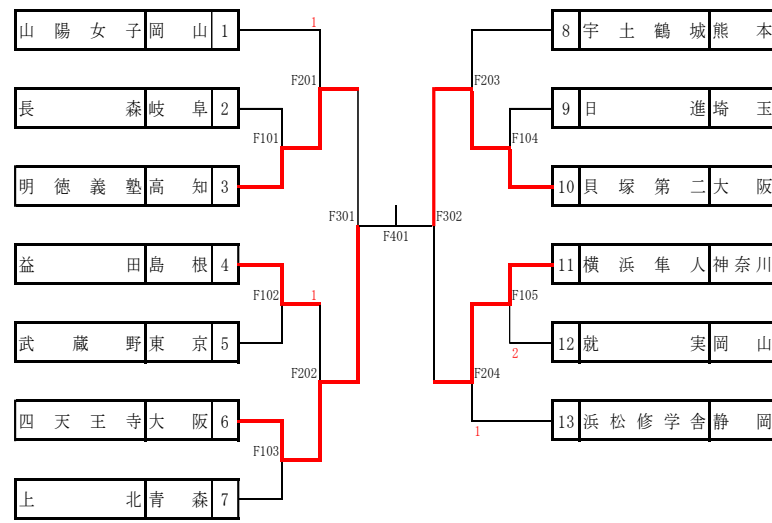 山陽女子 岡山 1
長森 岐阜 2
明徳義塾 高知 3
益田 島根 4
武蔵野 東京 5
四天王寺 大阪 6
上北 青森 7
1
F201
F101
F301
F102
1
F202
F103
F401
F203
F104
F302
F105
2
F204
1
8 宇土鶴城 熊本
9 日進 埼玉
10 貝塚第二 大阪
11 横浜隼人 神奈川
12 就実 岡山
13 浜松修学舎 静岡